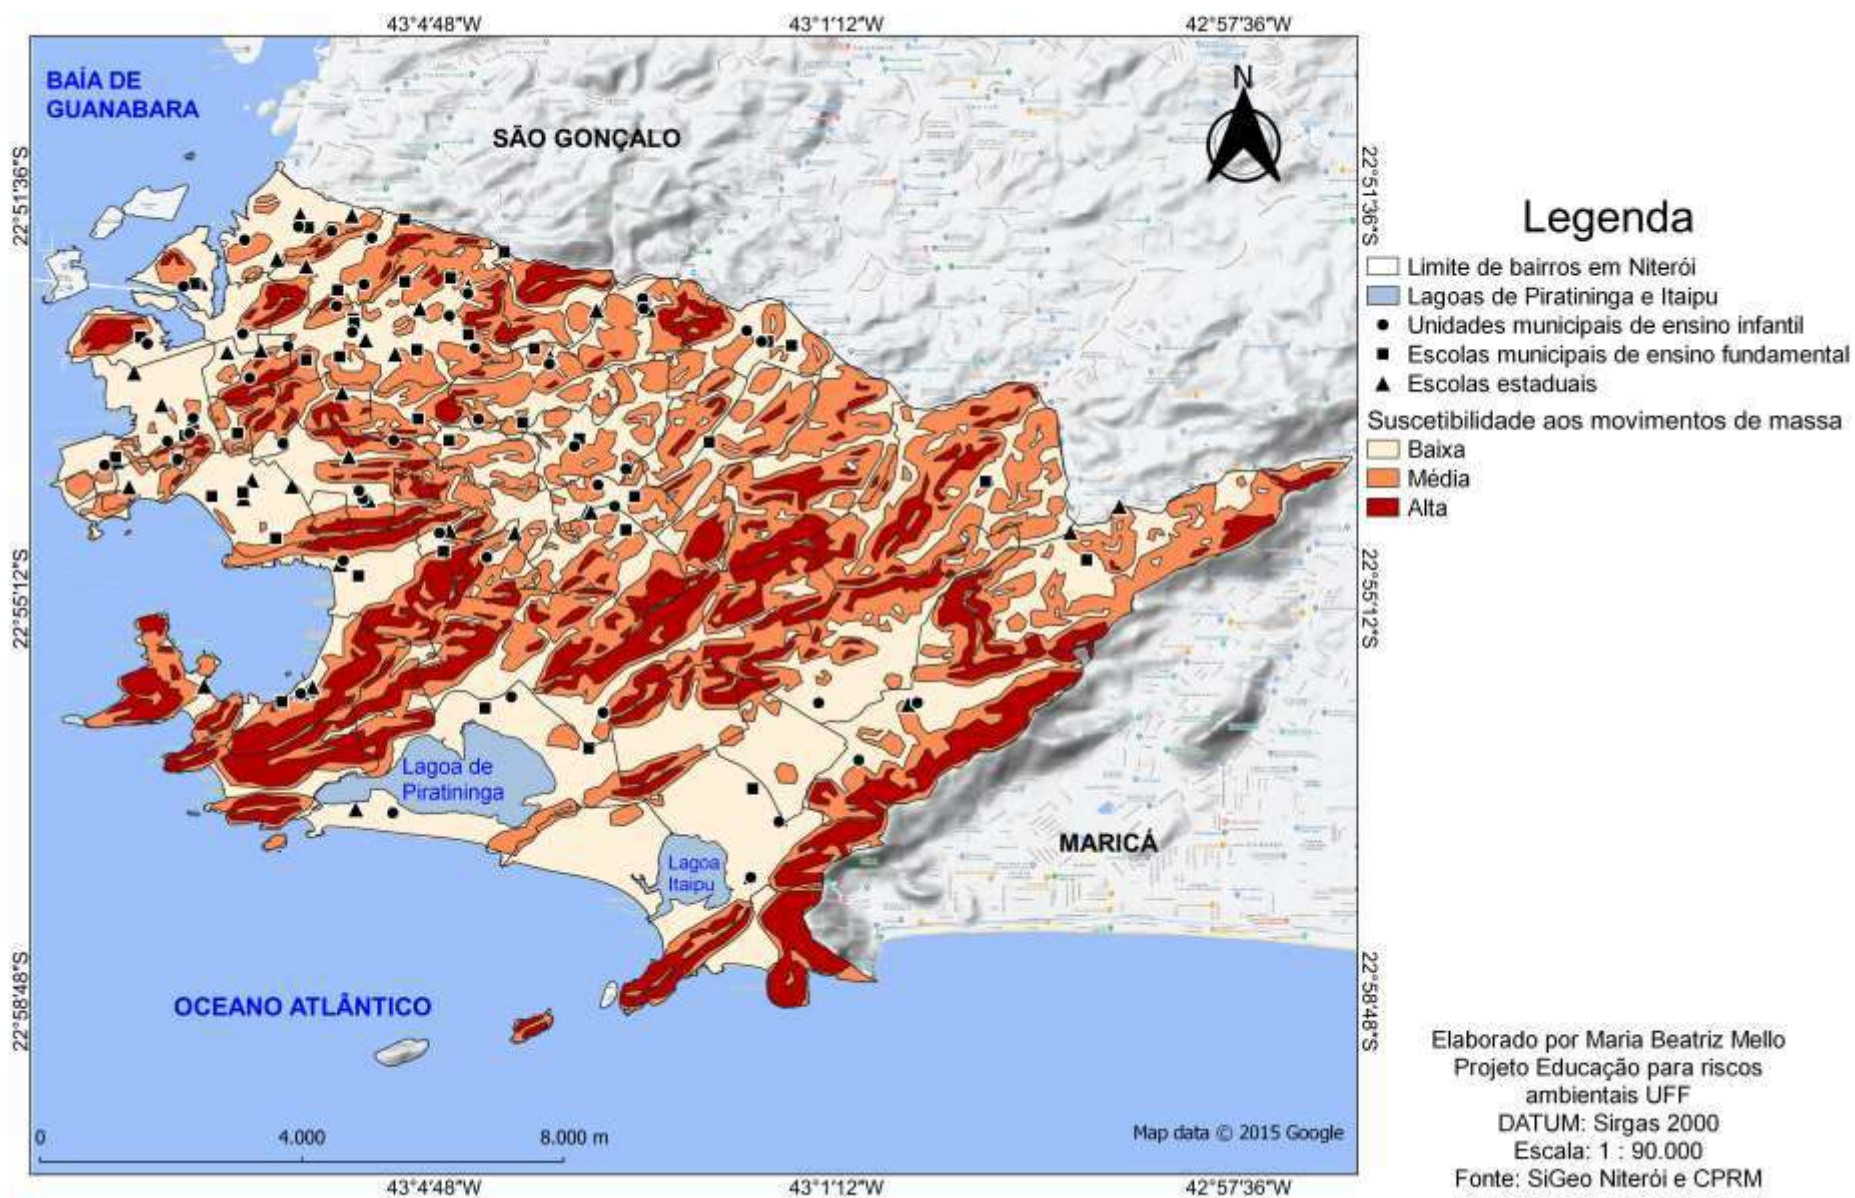 43°4'48"W
43°1'12"W
42°57'36"W
BAÍA DE
GUANABARA
SÃO GONÇALO
N
22°51'36"S
22°51'36"S
Legenda
Limite de bairros em Niterói
Lagoas de Piratininga e Itaipu
Unidades municipais de ensino infantil
Escolas municipais de ensino fundamental
Escolas estaduais
Suscetibilidade aos movimentos de massa
Baixa
Média
Alta
22°55'12"S
22°55'12"S
Lagoa de
Piratininga
Lagoa
Itaipu
MARICÁ
22°58'48"S
22°58'48"S
OCEANO ATLÂNTICO
0
4.000
8.000 m
Map data © 2015 Google
43°4'48"W
43°1'12"W
42°57'36"W
Elaborado por Maria Beatriz Mello
Projeto Educação para riscos
ambientais UFF
DATUM: Sirgas 2000
Escala: 1 : 90.000
Fonte: SiGeo Niterói e CPRM